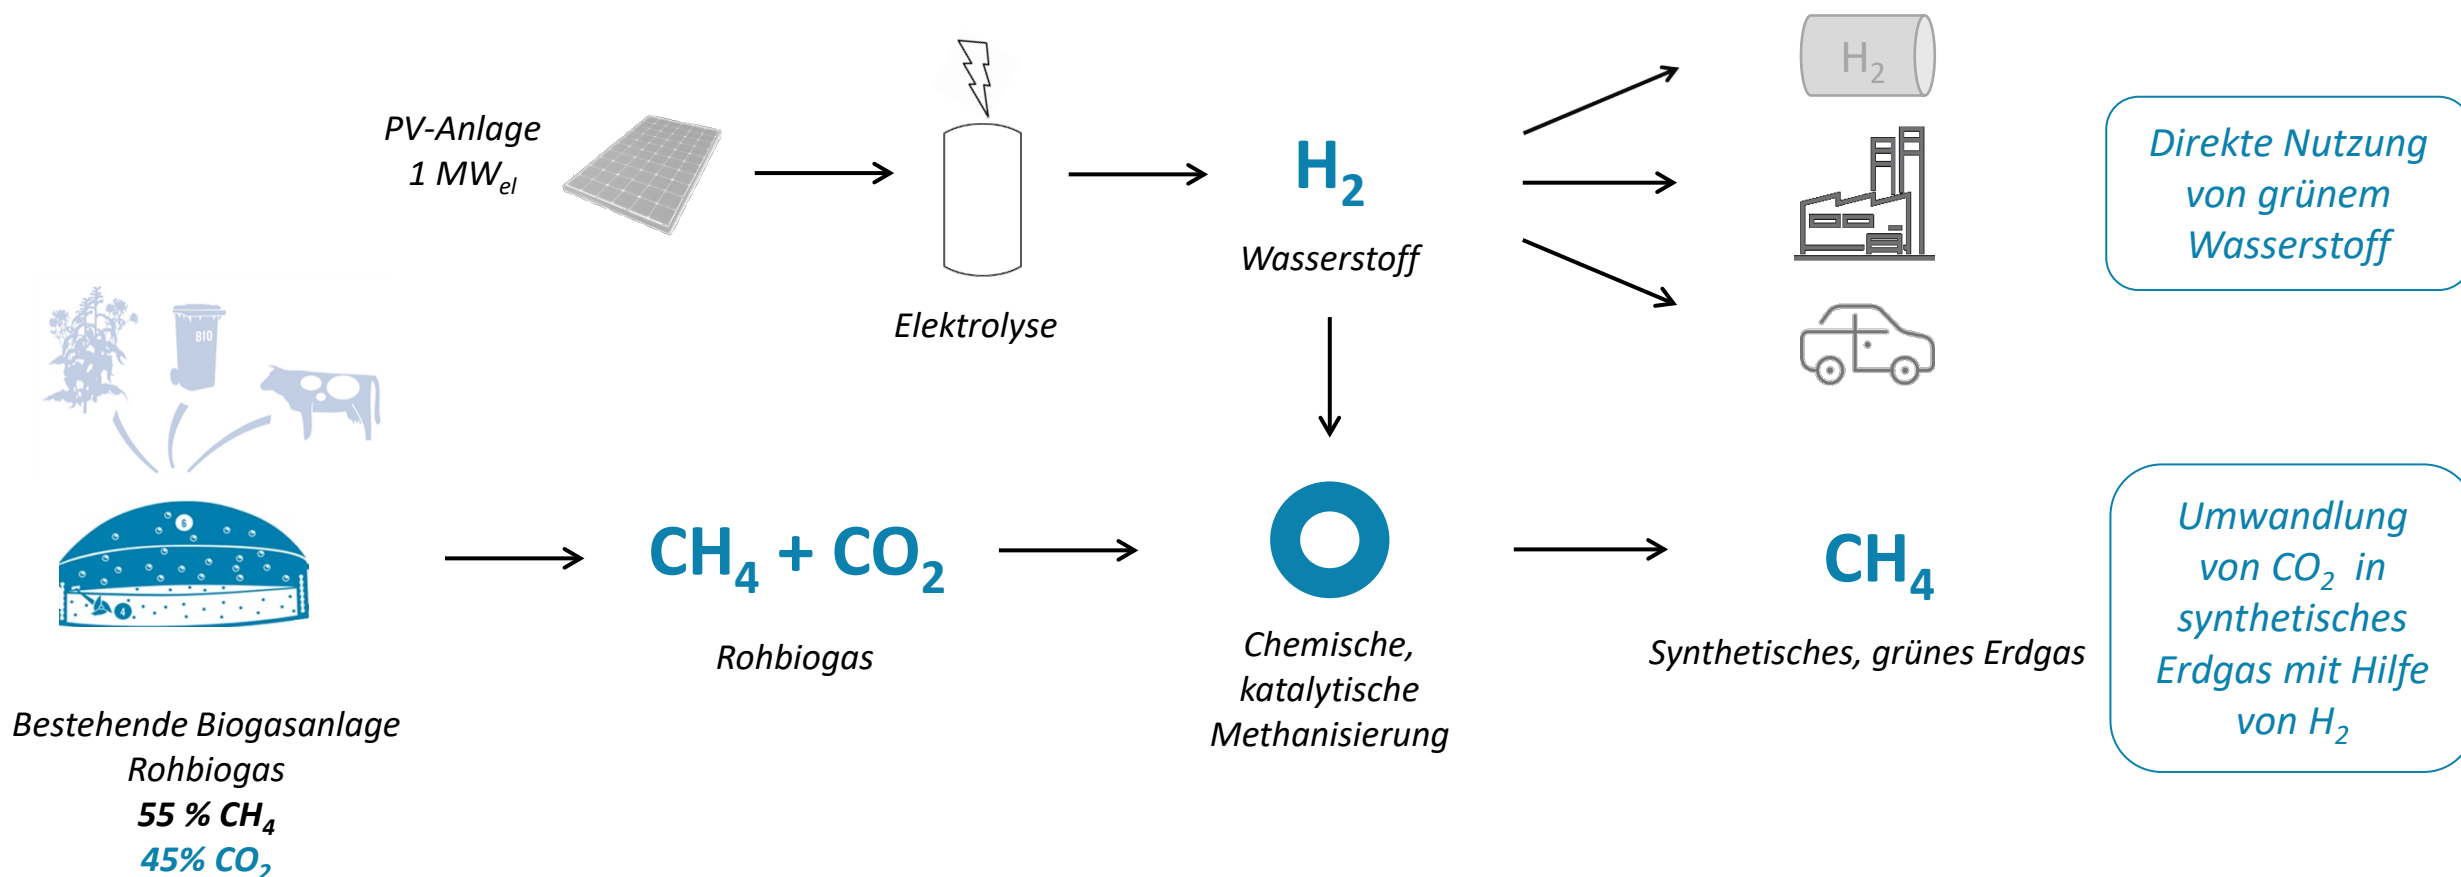 PV-Anlage
1 MWel
Elektrolyse
H2
Wasserstoff
H2
Direkte Nutzung
von grünem
Wasserstoff
BIO
6
4
Bestehende Biogasanlage
Rohbiogas
55 % CH4
45% CO2
CH4 + CO2
Rohbiogas
Chemische,
katalytische
Methanisierung
CH4
Synthetisches, grünes Erdgas
Umwandlung
von CO2 in
synthetisches
Erdgas mit Hilfe
von H2